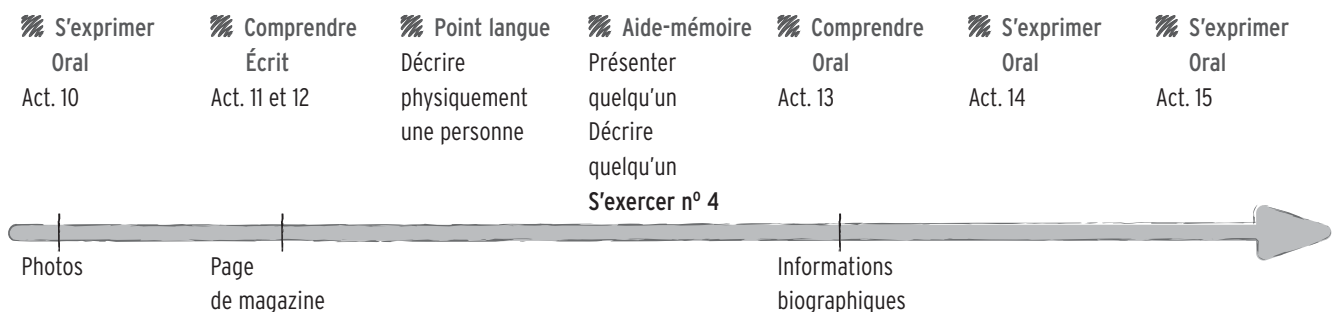 S'exprimer
Oral
Act. 10
Comprendre
Écrit
Act. 11 et 12
Point langue
Décrire
physiquement
une personne
Aide-mémoire
Présenter
quelqu'un
Décrire
quelqu'un
S'exercer nº 4
Comprendre
Oral
Act. 13
S'exprimer
Oral
Act. 14
S'exprimer
Oral
Act. 15
Photos
Page
de magazine
Informations
biographiques